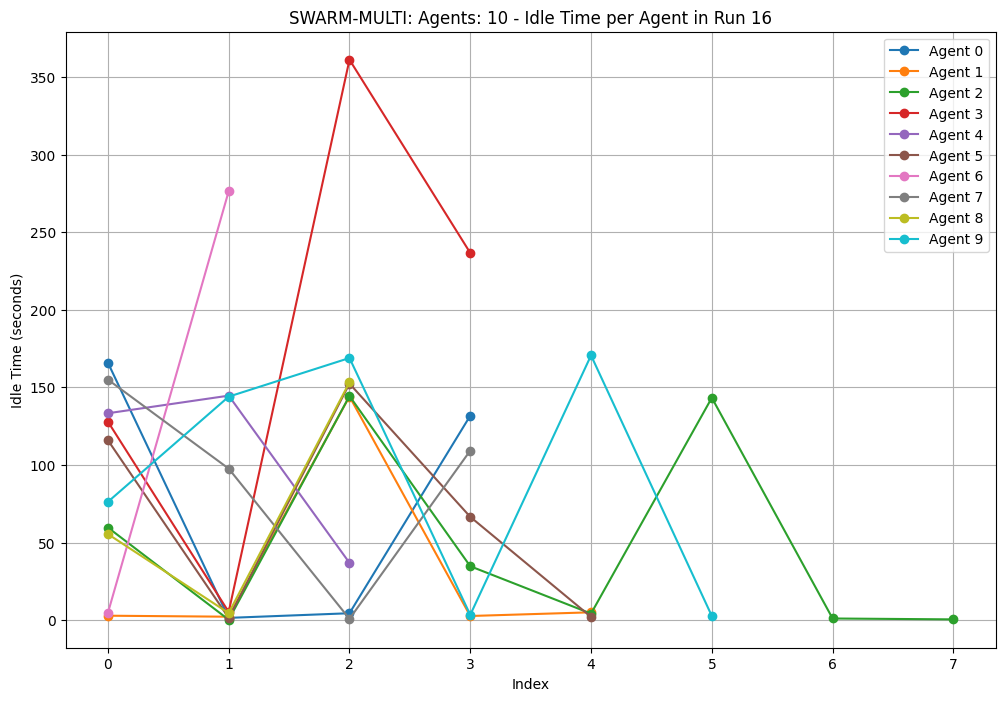 SWARM-MULTI: Agents: 10 - Idle Time per Agent in Run 16
Idle Time (seconds)
350
300
250
200
150
100
50
0
0 1 2 3 4 5 6 7
Index
Agent 0
Agent 1
Agent 2
Agent 3
Agent 4
Agent 5
Agent 6
Agent 7
Agent 8
Agent 9